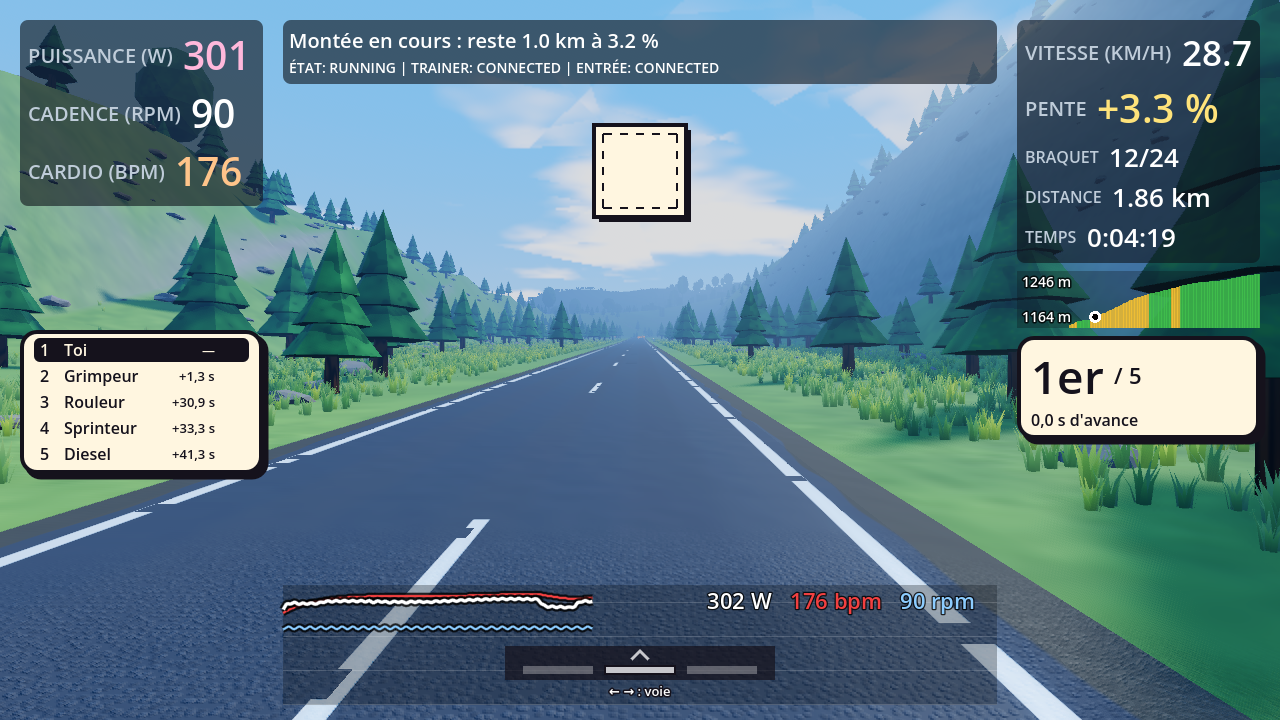 PUISSANCE (W) 301
CADENCE (RPM) 90
CARDIO (BPM) 176
Montée en cours : reste 1.0 km à 3.2 %
ÉTAT: RUNNING | TRAINER: CONNECTED | ENTRÉE: CONNECTED
VITESSE (KM/H) 28.7
PENTE +3.3 %
BRAQUET 12/24
DISTANCE 1.86 km
TEMPS 0:04:19
1246 m
1164 m
1 Toi —
2 Grimpeur +1,3 s
3 Rouleur +30,9 s
4 Sprinteur +33,3 s
5 Diesel +41,3 s
1er / 5
0,0 s d'avance
302 W 176 bpm 90 rpm
←→ : voie